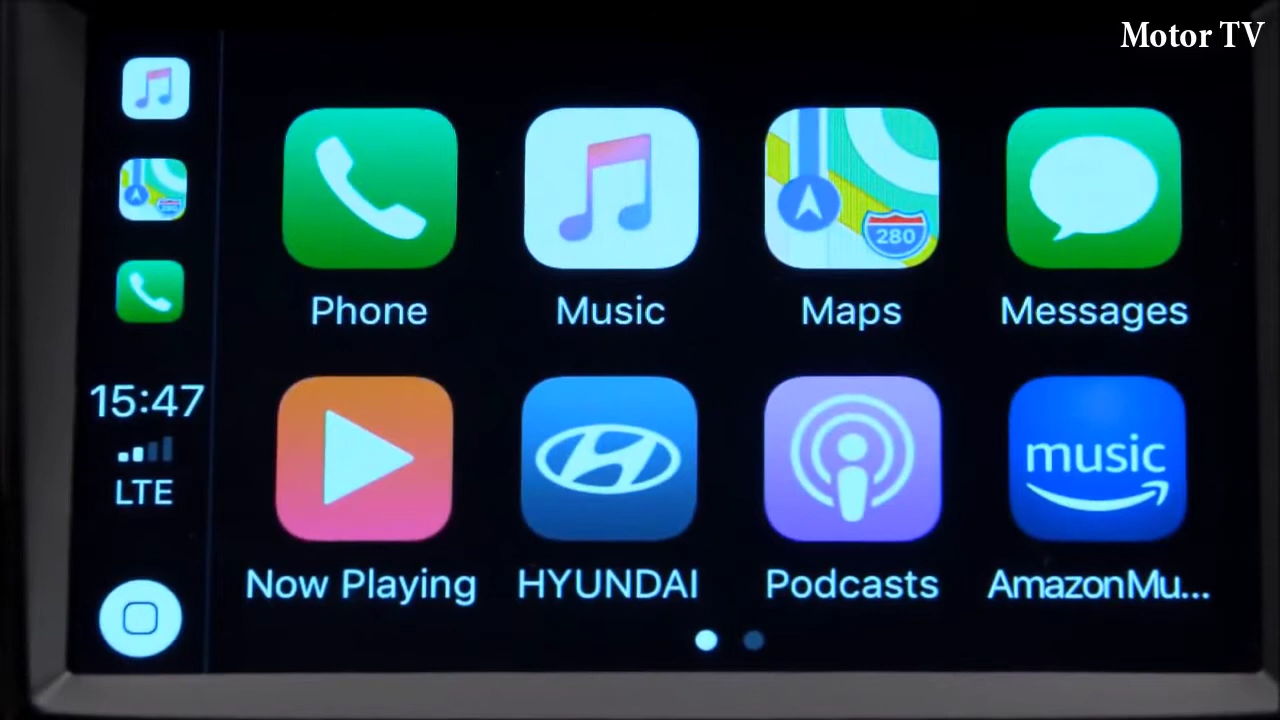 Motor TV
280
Phone
Music
Maps
Messages
15:47
LTE
music
Now Playing
HYUNDAI
Podcasts
AmazonMu...